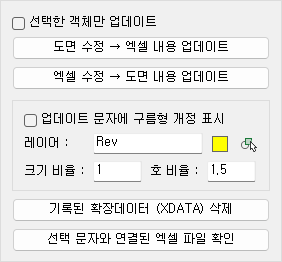 선택한 객체만 업데이트
도면 수정 → 엑셀 내용 업데이트
엑셀 수정 → 도면 내용 업데이트
업데이트 문자에 구름형 개정 표시
레이어 : Rev
크기 비율 : 1 호 비율 : 1.5
기록된 확장데이터 (XDATA) 삭제
선택 문자와 연결된 엑셀 파일 확인